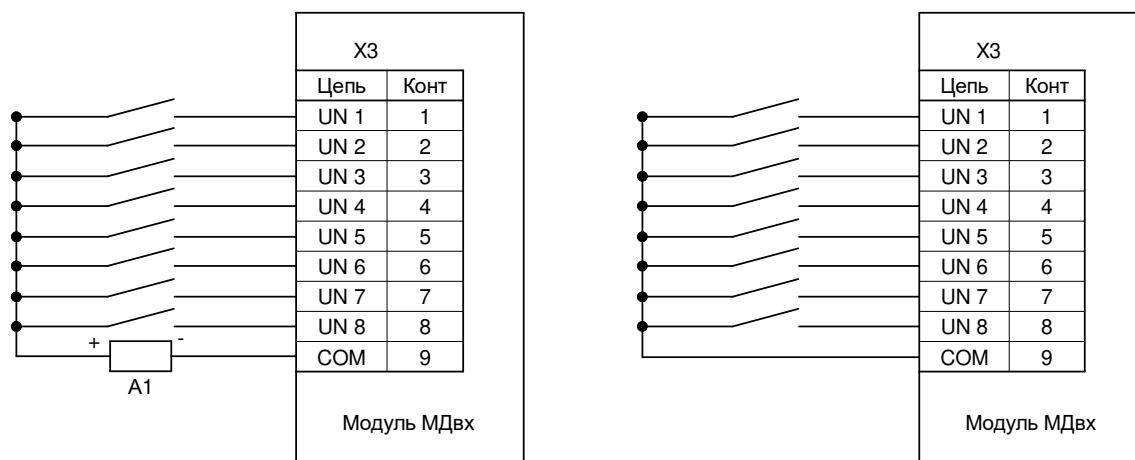 X3
Цепь Конт
UN 1 1
UN 2 2
UN 3 3
UN 4 4
UN 5 5
UN 6 6
UN 7 7
UN 8 8
COM 9
+ -
A1
Модуль МДвх
X3
Цепь Конт
UN 1 1
UN 2 2
UN 3 3
UN 4 4
UN 5 5
UN 6 6
UN 7 7
UN 8 8
COM 9
Модуль МДвх